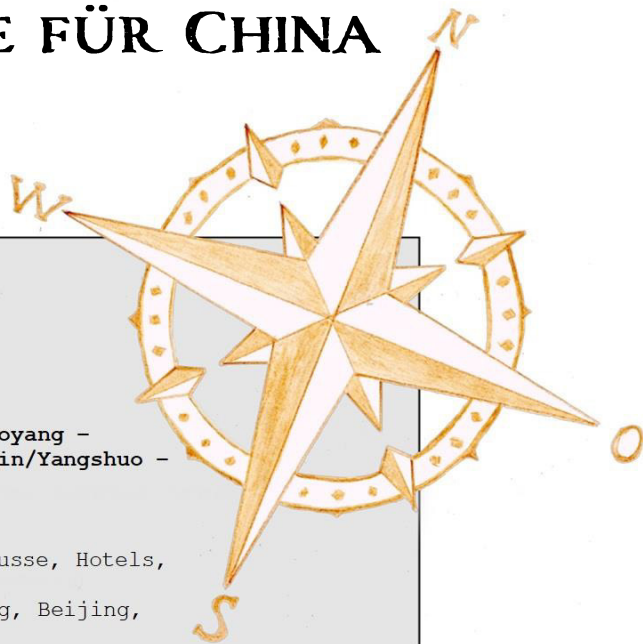 E FÜR CHINA
N
W
oyang –
in/Yangshuo –
O
usse, Hotels,
g, Beijing,
S